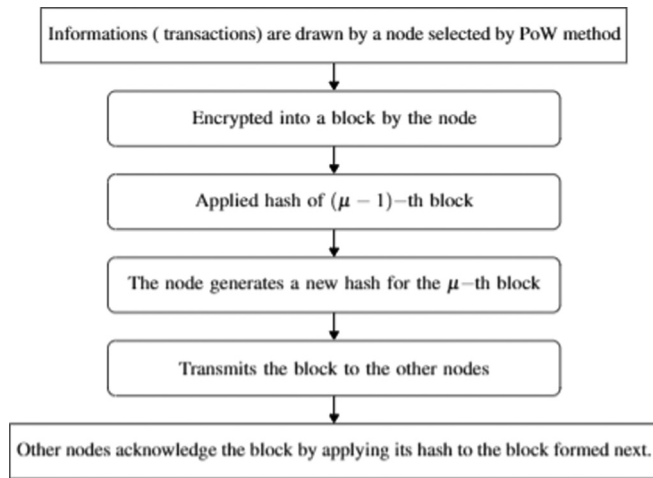 Informations ( transactions) are drawn by a node selected by PoW method
Encrypted into a block by the node
Applied hash of (μ − 1)−th block
The node generates a new hash for the μ−th block
Transmits the block to the other nodes
Other nodes acknowledge the block by applying its hash to the block formed next.